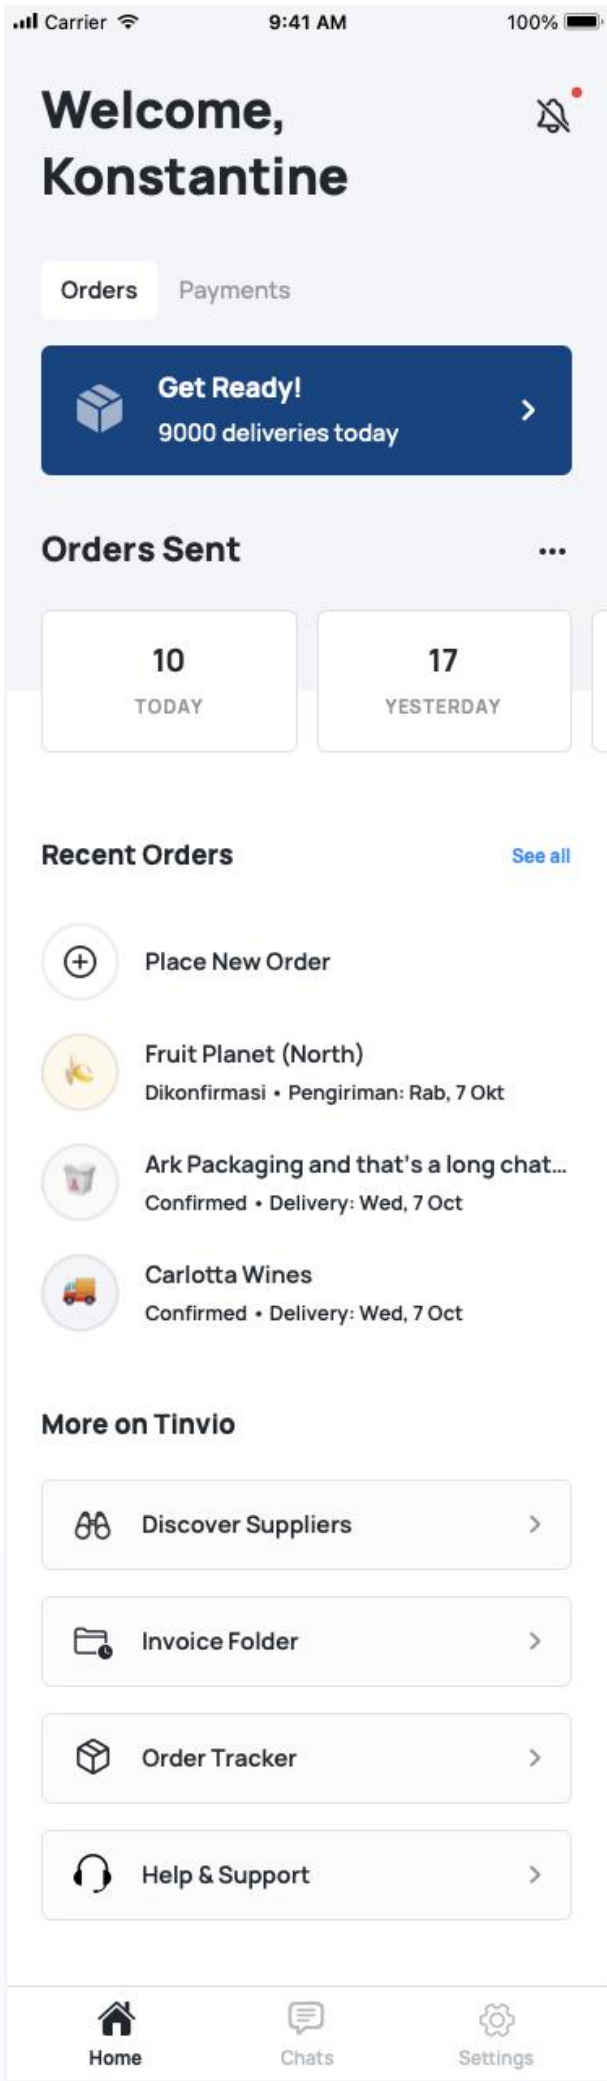 Carrier 9:41 AM 100%
Welcome,
Konstantine
Orders Payments
Get Ready!
9000 deliveries today
Orders Sent
10
TODAY
17
YESTERDAY
Recent Orders See all
Place New Order
Fruit Planet (North)
Dikonfirmasi • Pengiriman: Rab, 7 Okt
Ark Packaging and that's a long chat...
Confirmed • Delivery: Wed, 7 Oct
Carlotta Wines
Confirmed • Delivery: Wed, 7 Oct
More on Tinvio
Discover Suppliers
Invoice Folder
Order Tracker
Help & Support
Home Chats Settings